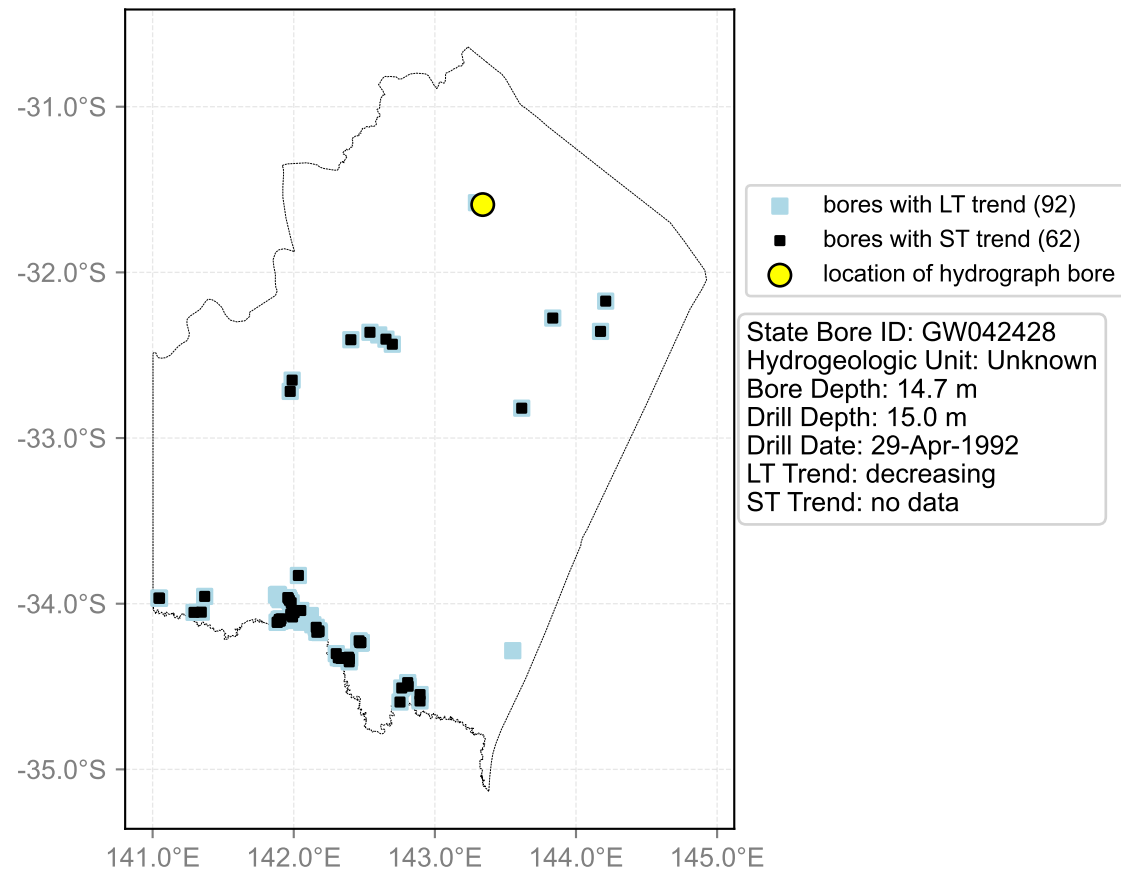 -31.0°S
-32.0°S
-33.0°S
-34.0°S
-35.0°S
141.0°E
142.0°E
143.0°E
144.0°E
145.0°E
bores with LT trend (92)
bores with ST trend (62)
location of hydrograph bore
State Bore ID: GW042428
Hydrogeologic Unit: Unknown
Bore Depth: 14.7 m
Drill Depth: 15.0 m
Drill Date: 29-Apr-1992
LT Trend: decreasing
ST Trend: no data